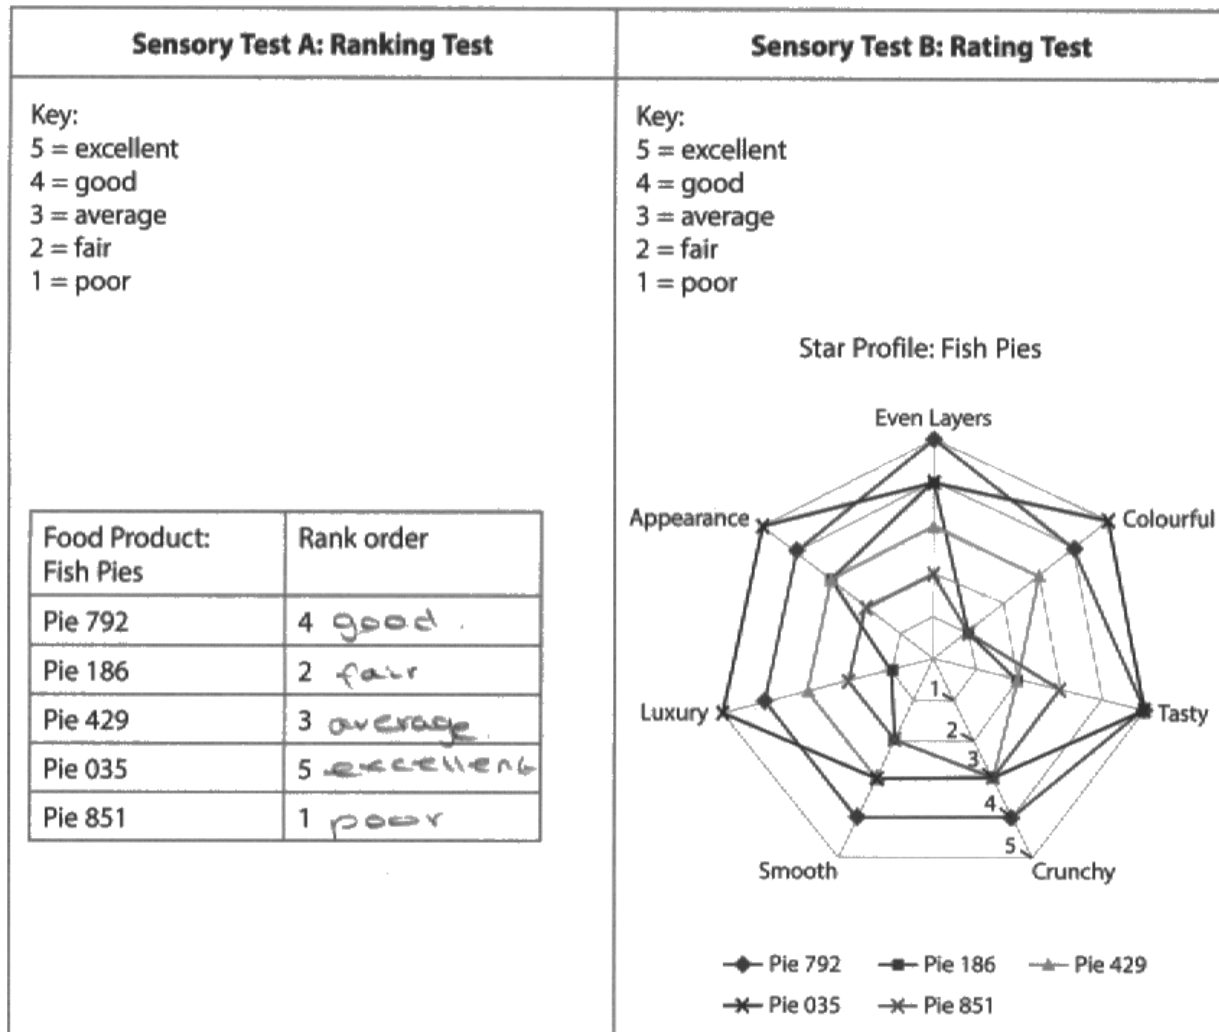 Sensory Test A: Ranking Test
Key:
5 = excellent
4 = good
3 = average
2 = fair
1 = poor
Food Product: Fish Pies
Rank order
Pie 792
4 good.
Pie 186
2 fair
Pie 429
3 average
Pie 035
5 excellent
Pie 851
1 poor
Sensory Test B: Rating Test
Key:
5 = excellent
4 = good
3 = average
2 = fair
1 = poor
Star Profile: Fish Pies
Even Layers
Appearance
Colourful
Luxury
Tasty
1
2
3
4
5
Smooth
Crunchy
Pie 792
Pie 186
Pie 429
Pie 035
Pie 851